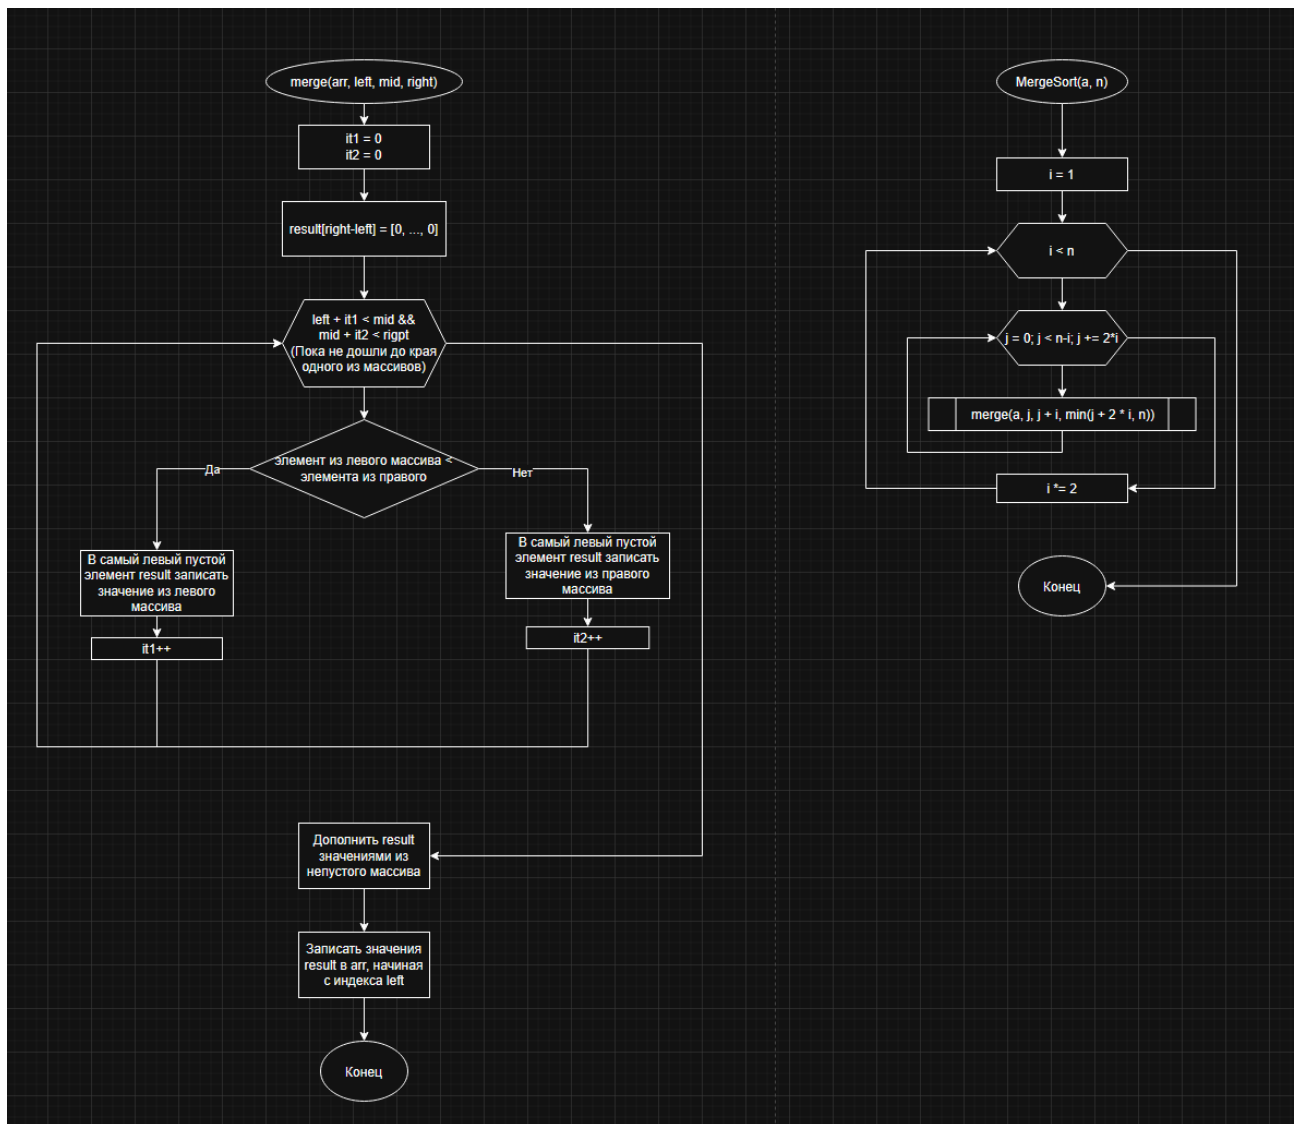 merge(arr, left, mid, right)
it1 = 0
it2 = 0
result[right-left] = [0, ..., 0]
left + it1 < mid &&
mid + it2 < rigpt
(Пока не дошли до края
одного из массивов)
элемент из левого массива <
элемента из правого
Да
Нет
В самый левый пустой
элемент result записать
значение из левого
массива
it1++
В самый левый пустой
элемент result записать
значение из правого
массива
it2++
Дополнить result
значениями из
непустого массива
Записать значения
result в arr, начиная
с индекса left
Конец
MergeSort(a, n)
i = 1
i < n
j = 0; j < n-i; j += 2*i
merge(a, j, j + i, min(j + 2 * i, n))
i *= 2
Конец